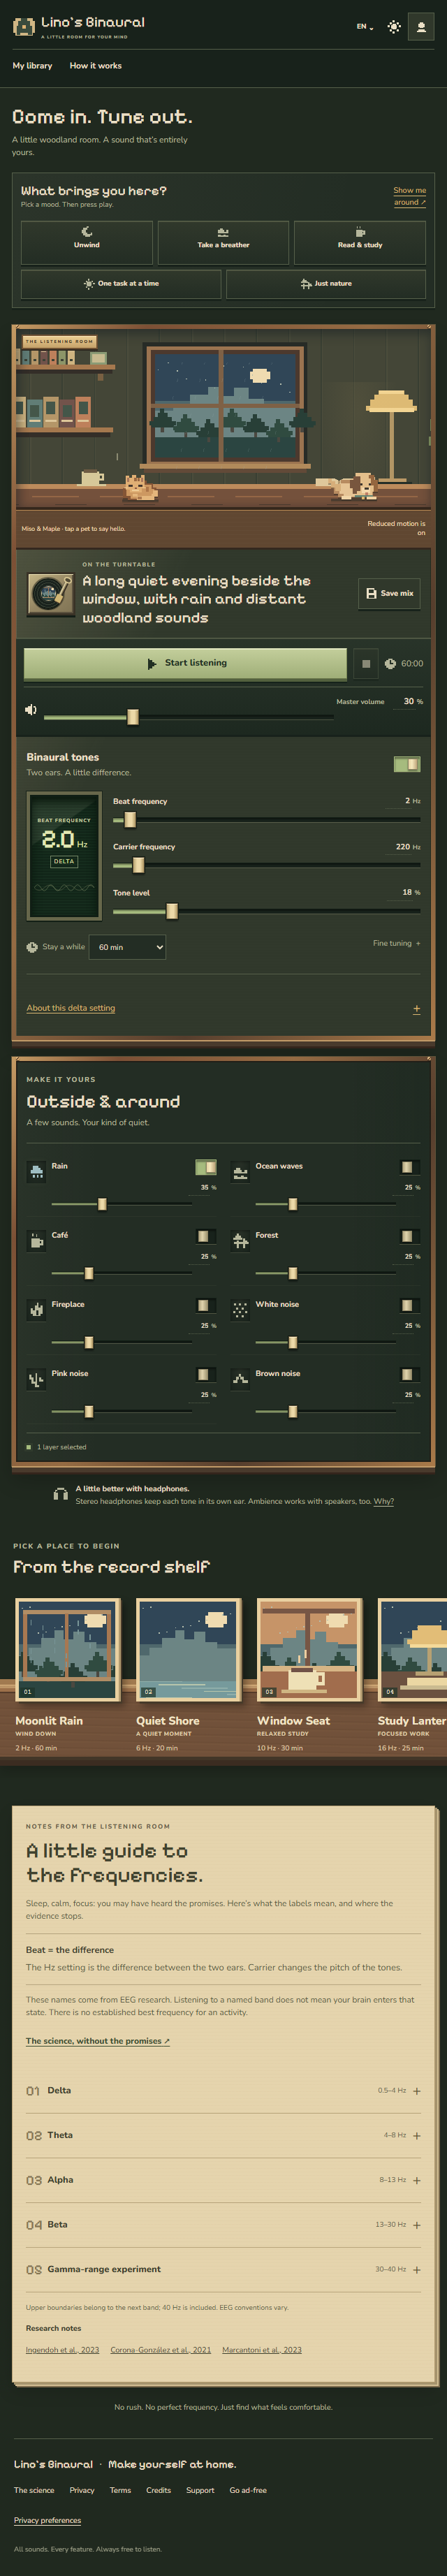 Lino's Binaural
A LITTLE ROOM FOR YOUR MIND
EN
My library How it works
Come in. Tune out.
A little woodland room. A sound that's entirely
yours.
What brings you here?
Pick a mood. Then press play.
Show me
around ↗
Unwind
Take a breather
Read & study
One task at a time
Just nature
THE LISTENING ROOM
Miso & Maple · tap a pet to say hello.
Reduced motion is
on
ON THE TURNTABLE
A long quiet evening beside the
window, with rain and distant
woodland sounds
Save mix
Start listening
60:00
Master volume 30 %
Binaural tones
Two ears. A little difference.
BEAT FREQUENCY
2.0 Hz
DELTA
Beat frequency 2 Hz
Carrier frequency 220 Hz
Tone level 18 %
Stay a while 60 min
Fine tuning +
About this delta setting +
MAKE IT YOURS
Outside & around
A few sounds. Your kind of quiet.
Rain
35 %
Ocean waves
25 %
Café
25 %
Forest
25 %
Fireplace
25 %
White noise
25 %
Pink noise
25 %
Brown noise
25 %
1 layer selected
A little better with headphones.
Stereo headphones keep each tone in its own ear. Ambience works with speakers, too. Why?
PICK A PLACE TO BEGIN
From the record shelf
01
Moonlit Rain
WIND DOWN
2 Hz · 60 min
02
Quiet Shore
A QUIET MOMENT
6 Hz · 20 min
03
Window Seat
RELAXED STUDY
10 Hz · 30 min
04
Study Lanter
FOCUSED WORK
16 Hz · 25 min
NOTES FROM THE LISTENING ROOM
A little guide to
the frequencies.
Sleep, calm, focus: you may have heard the promises. Here's what the labels mean, and where the
evidence stops.
Beat = the difference
The Hz setting is the difference between the two ears. Carrier changes the pitch of the tones.
These names come from EEG research. Listening to a named band does not mean your brain enters that
state. There is no established best frequency for an activity.
The science, without the promises ↗
01 Delta 0.5–4 Hz +
02 Theta 4–8 Hz +
03 Alpha 8–13 Hz +
04 Beta 13–30 Hz +
05 Gamma-range experiment 30–40 Hz +
Upper boundaries belong to the next band; 40 Hz is included. EEG conventions vary.
Research notes
Ingendoh et al., 2023 Corona-González et al., 2021 Marcantoni et al., 2023
No rush. No perfect frequency. Just find what feels comfortable.
Lino's Binaural · Make yourself at home.
The science Privacy Terms Credits Support Go ad-free
Privacy preferences
All sounds. Every feature. Always free to listen.